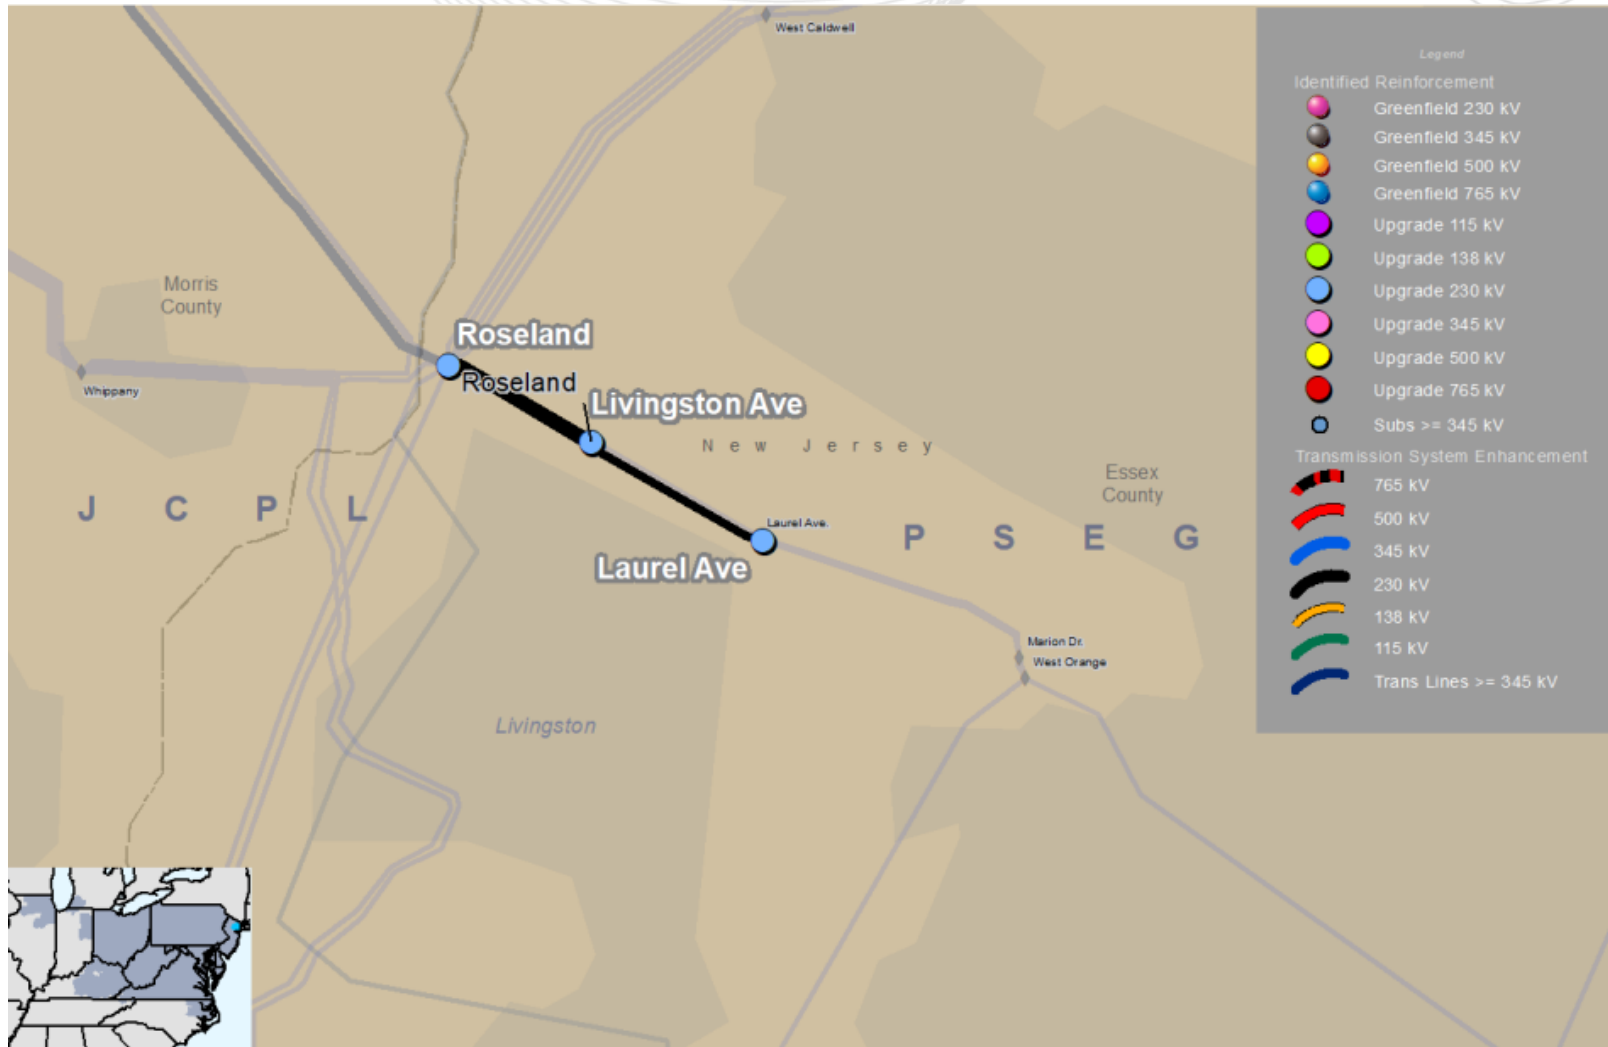 West Caldwell
Morris
County
Roseland
Roseland
Whippany
Livingston Ave
New Jersey
Essex
County
JCPL
Laurel Ave.
PSEG
Laurel Ave
Marion Dr.
West Orange
Livingston
Legend
Identified Reinforcement
Greenfield 230 kV
Greenfield 345 kV
Greenfield 500 kV
Greenfield 765 kV
Upgrade 115 kV
Upgrade 138 kV
Upgrade 230 kV
Upgrade 345 kV
Upgrade 500 kV
Upgrade 765 kV
Subs >= 345 kV
Transmission System Enhancement
765 kV
500 kV
345 kV
230 kV
138 kV
115 kV
Trans Lines >= 345 kV